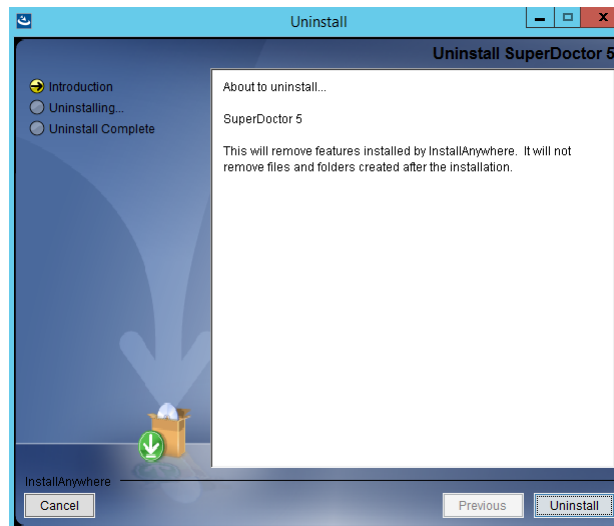 Uninstall
Uninstall SuperDoctor 5
Introduction
Uninstalling...
Uninstall Complete
About to uninstall...
SuperDoctor 5
This will remove features installed by InstallAnywhere. It will not
remove files and folders created after the installation.
InstallAnywhere
Cancel
Previous
Uninstall